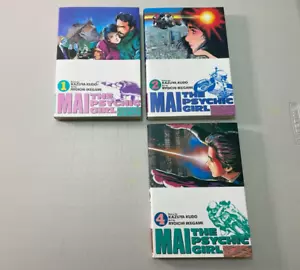 1
KAZUYA KUDO
RYOICHI IKEGAMI
MAI
THE
PSYCHIC
GIRL
KAZUYA KUDO
RYOICHI IKEGAMI
MAI
THE
PSYCHIC
GIRL
4
KAZUYA KUDO
RYOICHI IKEGAMI
MAI
THE
PSYCHIC
GIRL